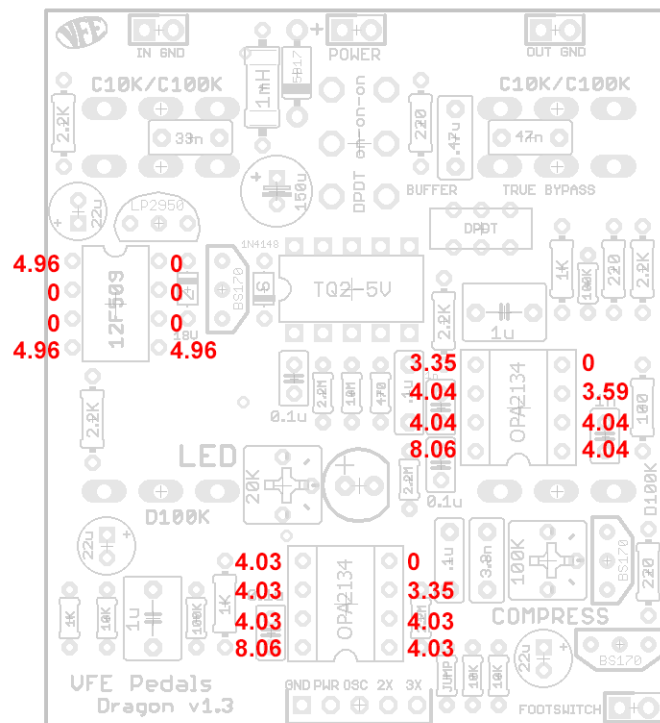 VFE
IN GND
+
POWER
OUT GND
C10K/C100K
1mH
5817
on-on-on
C10K/C100K
2.2K
33n
220
.47u
47n
+
150u
DPDT
BUFFER
TRUE BYPASS
22u
+
LP2950
1N4148
DPDT
4.96
0
12F509
BS170
TQ2-5V
1K
100K
220
2.2K
0
0
0
0
18V
2.2K
1u
4.96
4.96
3.35
0
4.04
OPA2134
3.59
2.2K
0.1u
2.2M
10M
470
.1u
100
4.04
4.04
8.06
4.04
LED
20K
+
2.2M
0.1u
D100K
D100K
22u
+
4.03
0
.1u
3.8n
100K
BS170
220
4.03
OPA2134
3.35
1K
10K
1u
100K
1K
4.03
4.03
COMPRESS
8.06
4.03
22u
+
BS170
VFE Pedals
GND PWR OSC 2X 3X
JUMP
10K
10K
Dragon v1.3
FOOTSWITCH